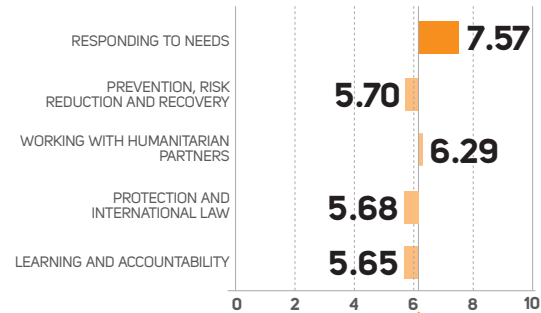 RESPONDING TO NEEDS
7.57
PREVENTION, RISK
REDUCTION AND RECOVERY
5.70
WORKING WITH HUMANITARIAN
PARTNERS
6.29
PROTECTION AND
INTERNATIONAL LAW
5.68
LEARNING AND ACCOUNTABILITY
5.65
0 2 4 6 8 10